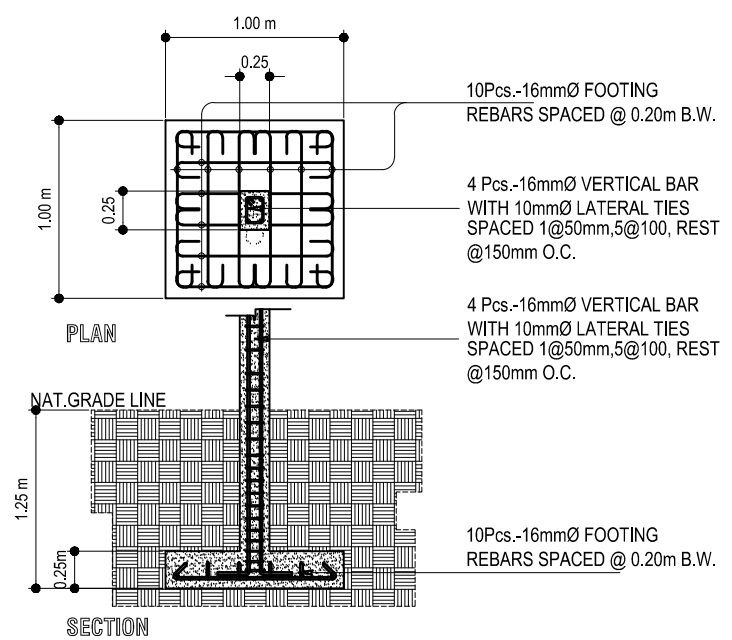 1.00 m
0.25
10Pcs.-16mmØ FOOTING
REBARS SPACED @ 0.20m B.W.
1.00 m
0.25
4 Pcs.-16mmØ VERTICAL BAR
WITH 10mmØ LATERAL TIES
SPACED 1@50mm,5@100, REST
@150mm O.C.
PLAN
4 Pcs.-16mmØ VERTICAL BAR
WITH 10mmØ LATERAL TIES
SPACED 1@50mm,5@100, REST
@150mm O.C.
NAT.GRADE LINE
1.25 m
0.25m
10Pcs.-16mmØ FOOTING
REBARS SPACED @ 0.20m B.W.
SECTION